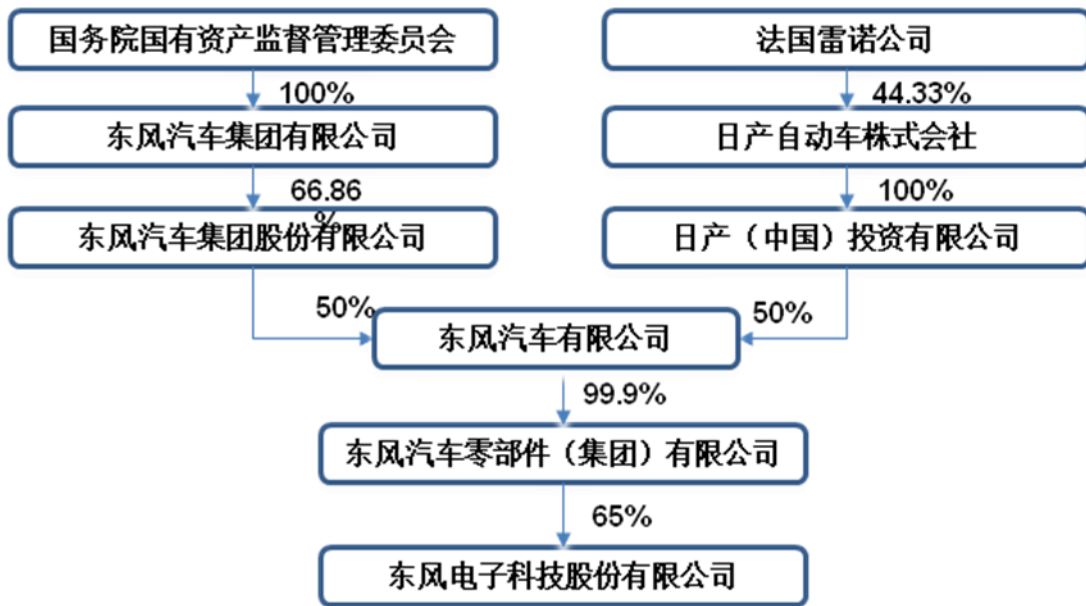 国务院国有资产监督管理委员会
法国雷诺公司
100%
44.33%
东风汽车集团有限公司
日产自动车株式会社
66.86
%
100%
东风汽车集团股份有限公司
日产（中国）投资有限公司
50%
50%
东风汽车有限公司
99.9%
东风汽车零部件（集团）有限公司
65%
东风电子科技股份有限公司